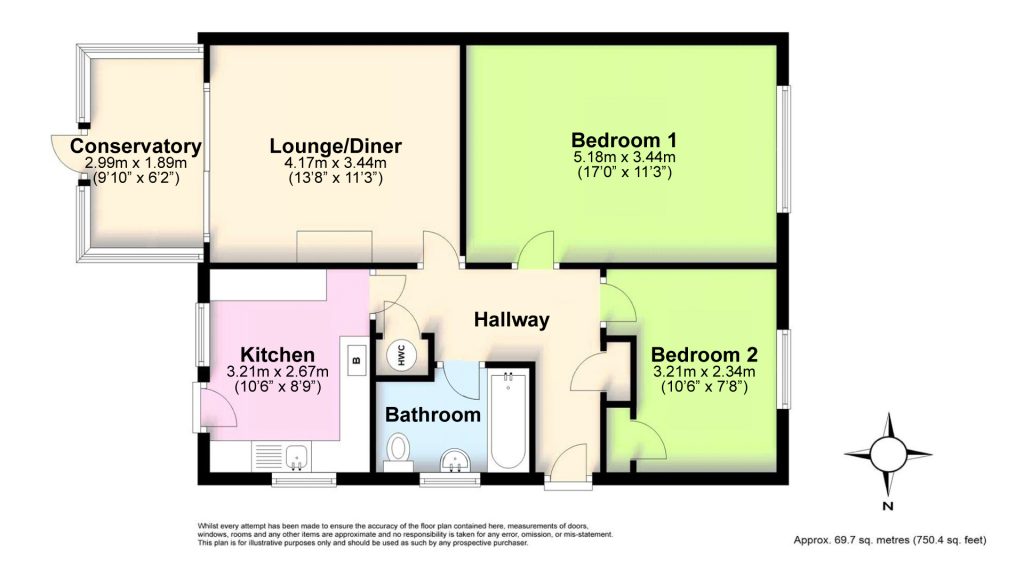 Conservatory
2.99m x 1.89m
(9'10" x 6'2")
Lounge/Diner
4.17m x 3.44m
(13'8" x 11'3")
Bedroom 1
5.18m x 3.44m
(17'0" x 11'3")
Hallway
Kitchen
3.21m x 2.67m
(10'6" x 8'9")
B
HWC
Bedroom 2
3.21m x 2.34m
(10'6" x 7'8")
Bathroom
N
Whilst every attempt has been made to ensure the accuracy of the floor plan contained here, measurements of doors,
windows, rooms and any other items are approximate and no responsibility is taken for any error, omission, or mis-statement.
This plan is for illustrative purposes only and should be used as such by any prospective purchaser.
Approx. 69.7 sq. metres (750.4 sq. feet)